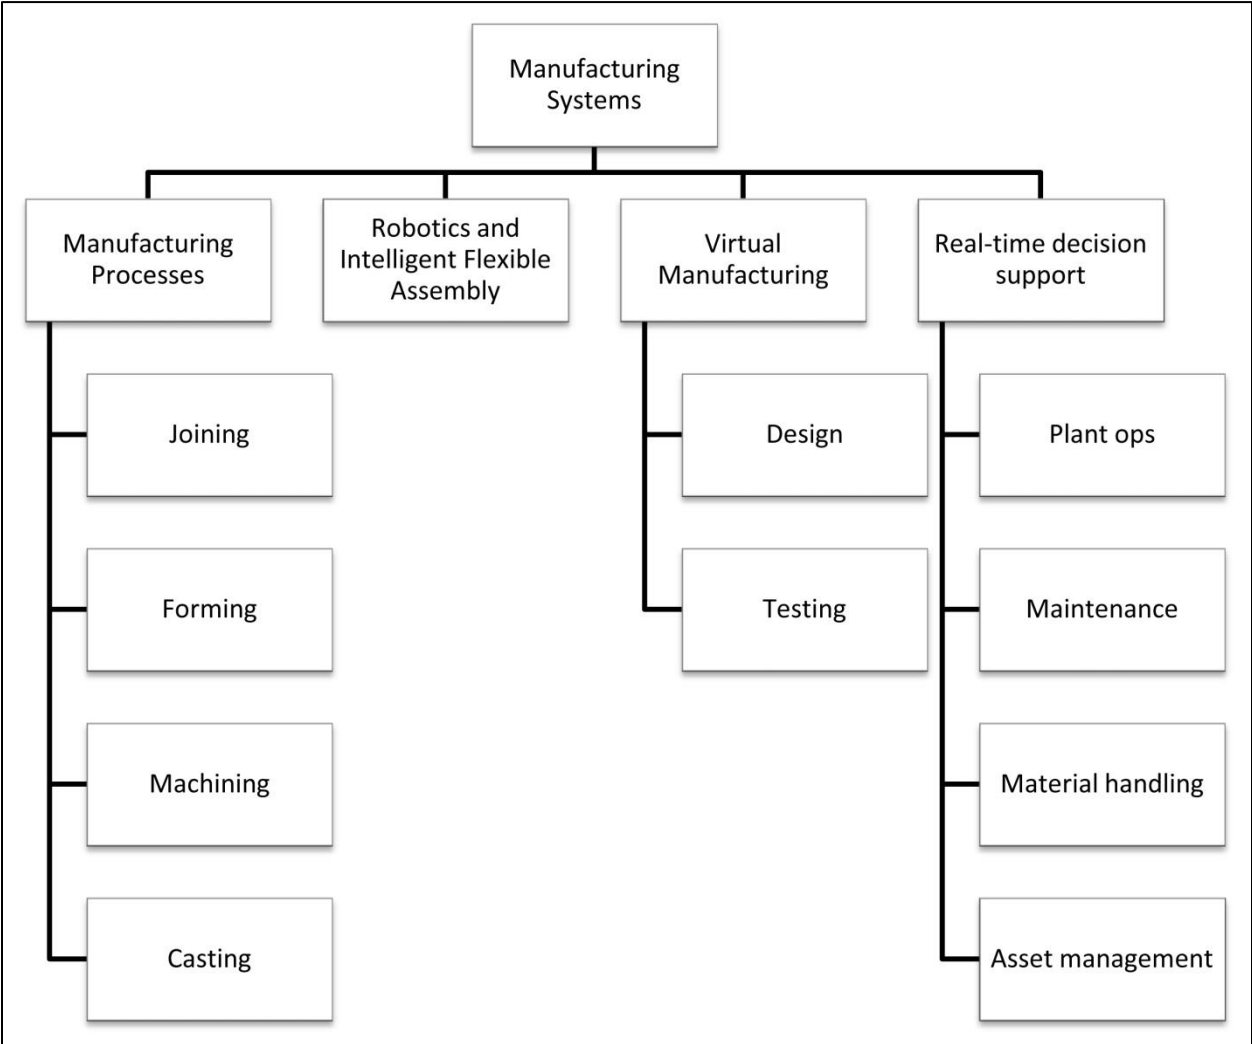 Manufacturing
Systems
Manufacturing
Processes
Robotics and
Intelligent Flexible
Assembly
Virtual
Manufacturing
Real-time decision
support
Joining
Design
Plant ops
Forming
Testing
Maintenance
Machining
Material handling
Casting
Asset management